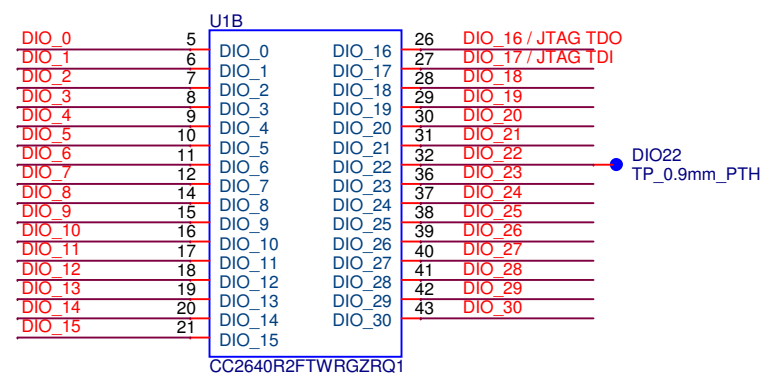 U1B
DIO_0 5 DIO_0 DIO_16 26 DIO_16 / JTAG TDO
DIO_1 6 DIO_1 DIO_17 27 DIO_17 / JTAG TDI
DIO_2 7 DIO_2 DIO_18 28 DIO_18
DIO_3 8 DIO_3 DIO_19 29 DIO_19
DIO_4 9 DIO_4 DIO_20 30 DIO_20
DIO_5 10 DIO_5 DIO_21 31 DIO_21
DIO_6 11 DIO_6 DIO_22 32 DIO_22 DIO22
DIO_7 12 DIO_7 DIO_23 36 DIO_23 TP_0.9mm_PTH
DIO_8 14 DIO_8 DIO_24 37 DIO_24
DIO_9 15 DIO_9 DIO_25 38 DIO_25
DIO_10 16 DIO_10 DIO_26 39 DIO_26
DIO_11 17 DIO_11 DIO_27 40 DIO_27
DIO_12 18 DIO_12 DIO_28 41 DIO_28
DIO_13 19 DIO_13 DIO_29 42 DIO_29
DIO_14 20 DIO_14 DIO_30 43 DIO_30
DIO_15 21 DIO_15
CC2640R2FTWRGZRQ1